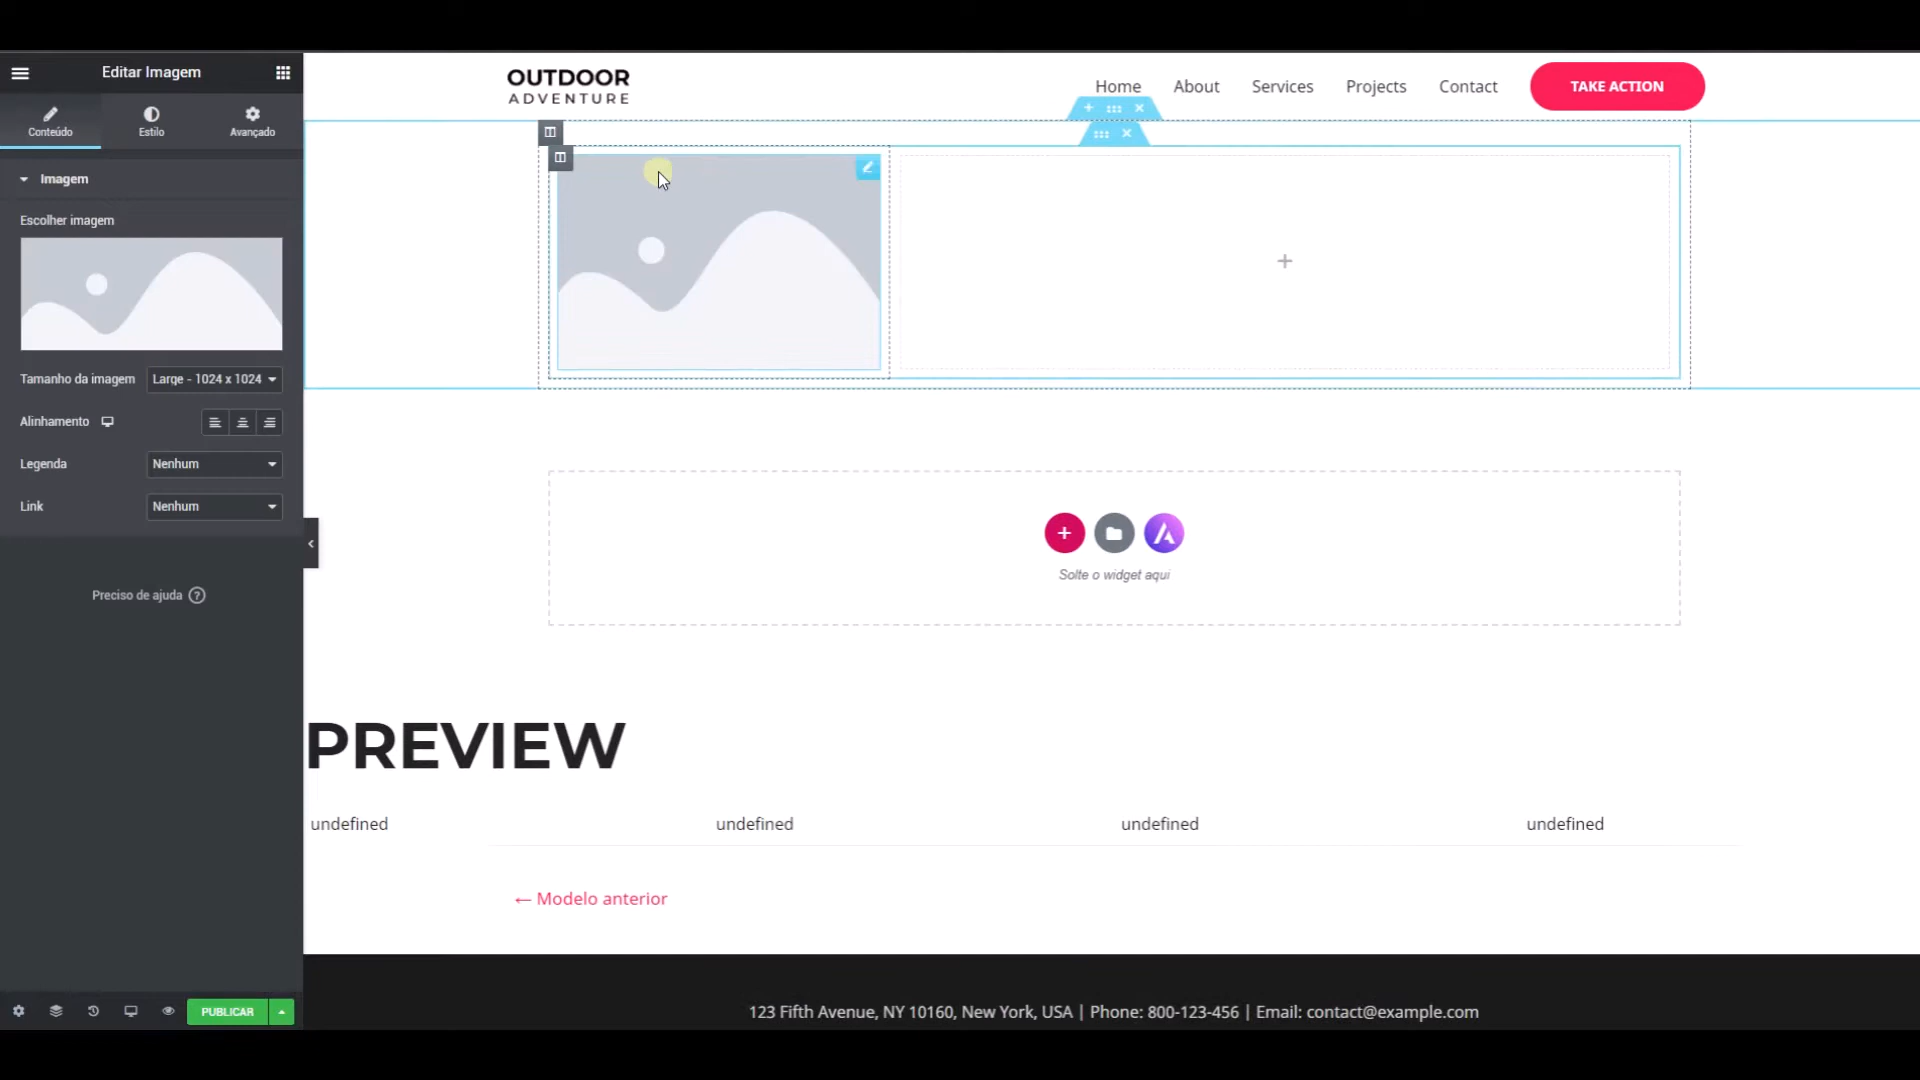 Editar Imagem
Conteúdo
Estilo
Avançado
Imagem
Escolher imagem
Tamanho da imagem
Large - 1024 x 1024
Alinhamento
Legenda
Nenhum
Link
Nenhum
Preciso de ajuda ?
PUBLICAR
OUTDOOR
ADVENTURE
Home
About
Services
Projects
Contact
TAKE ACTION
Solte o widget aqui
PREVIEW
undefined
undefined
undefined
undefined
← Modelo anterior
123 Fifth Avenue, NY 10160, New York, USA | Phone: 800-123-456 | Email: contact@example.com